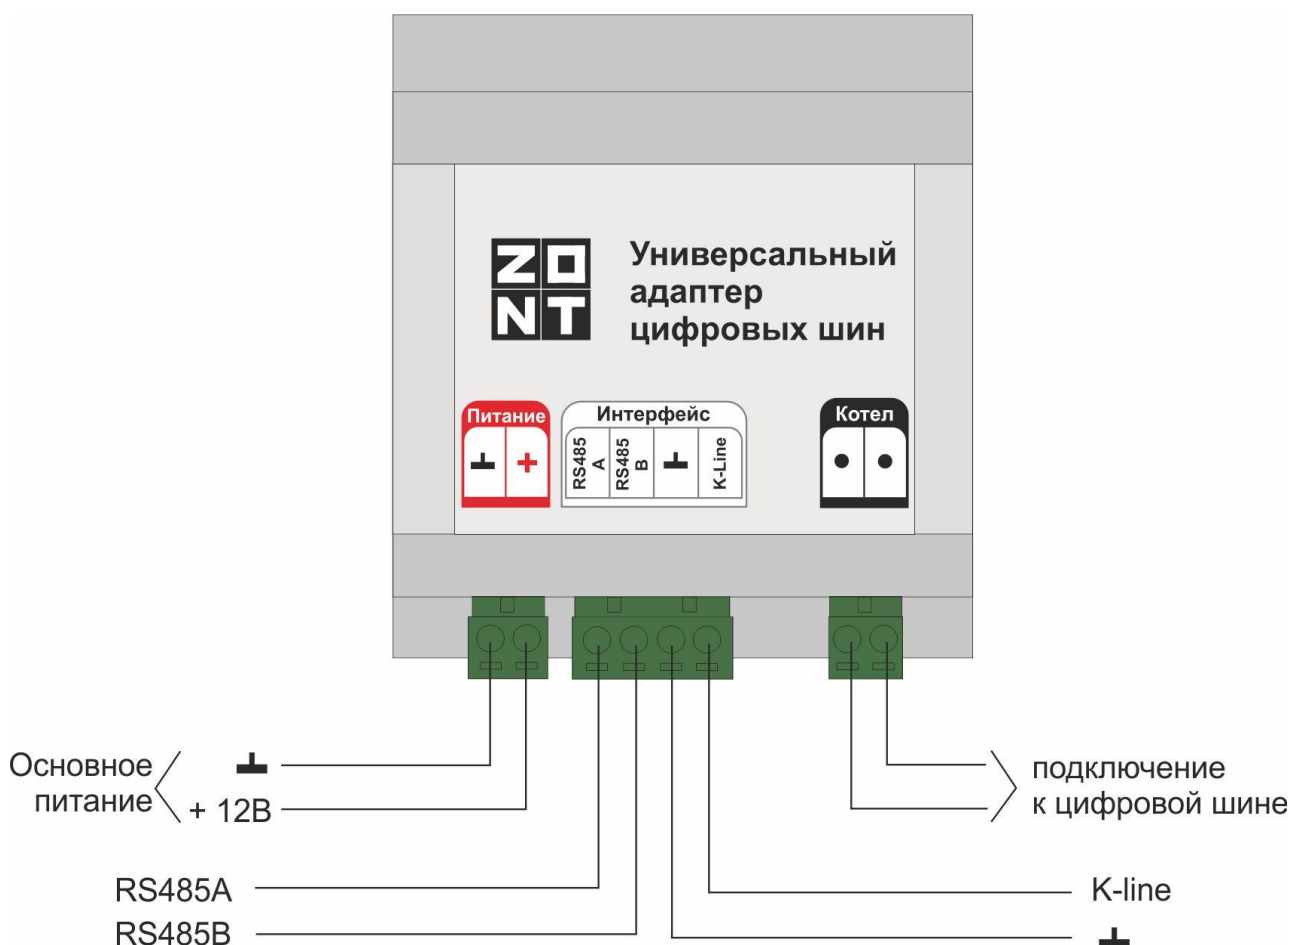 ZO
NT
Универсальный
адаптер
цифровых шин
Питание
+
Интерфейс
RS485
A
RS485
B
K-Line
Котел
Основное
питание
+ 12В
RS485A
RS485B
подключение
к цифровой шине
K-line